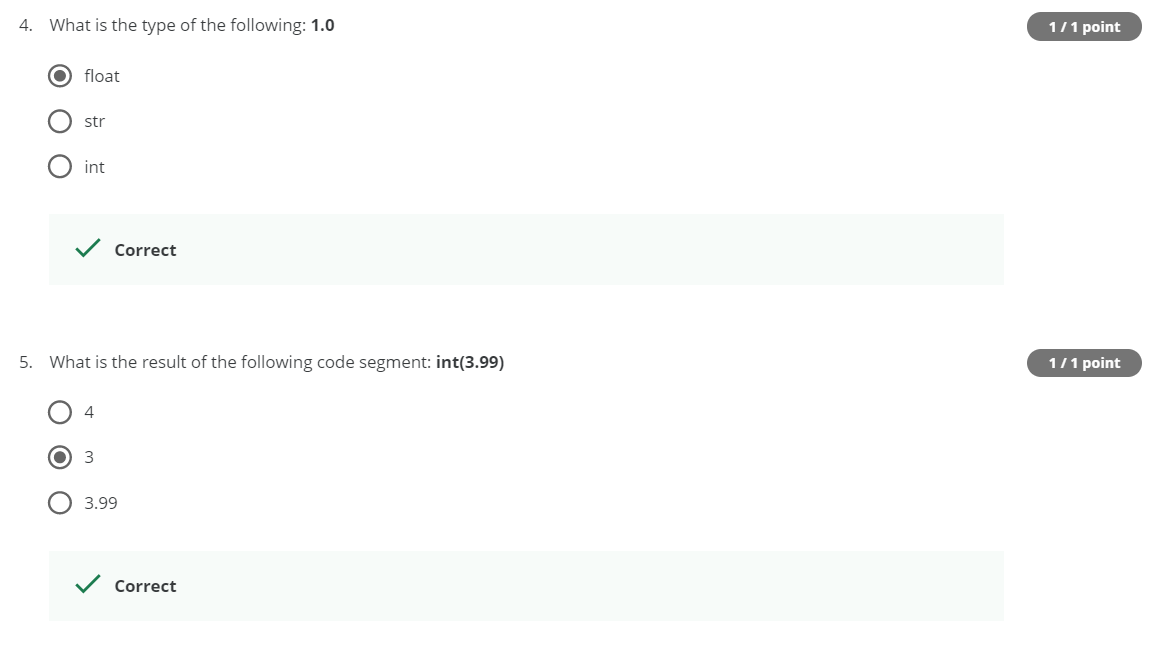 4. What is the type of the following: 1.0
1 / 1 point
float
str
int
Correct
5. What is the result of the following code segment: int(3.99)
1 / 1 point
4
3
3.99
Correct